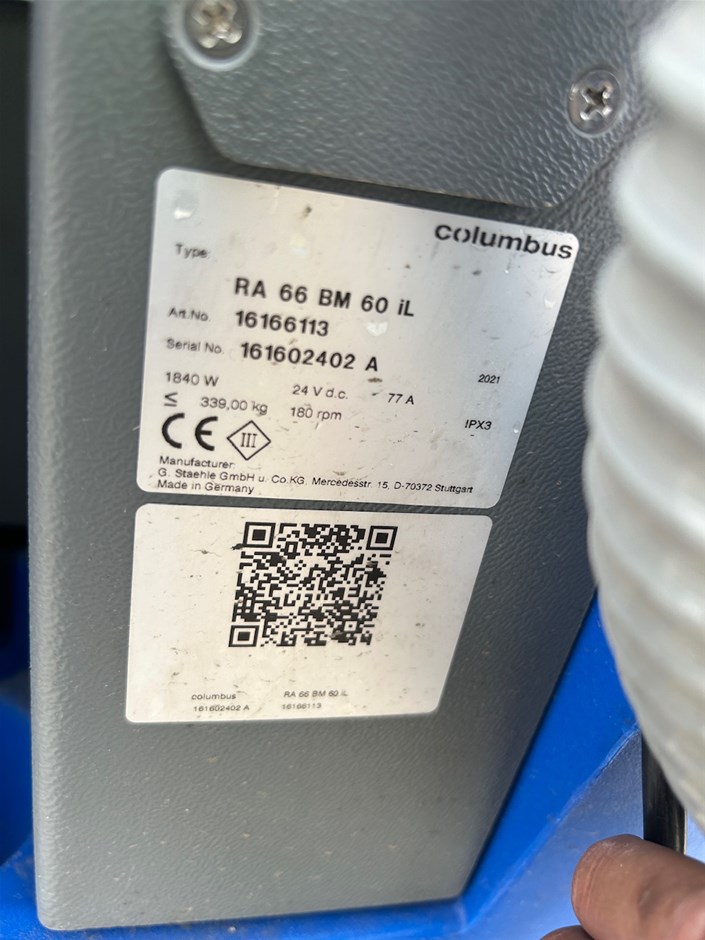 columbus
Type RA 66 BM 60 iL
Art.No. 16166113
Serial No. 161602402 A
2021
1840 W 24 V d.c. 77 A
≤ 339,00 kg 180 rpm IPX3
CE III
Manufacturer:
G. Staehle GmbH u. Co.KG. Mercedesstr. 15, D-70372 Stuttgart
Made in Germany
columbus RA 66 BM 60 iL
161602402 A 16166113